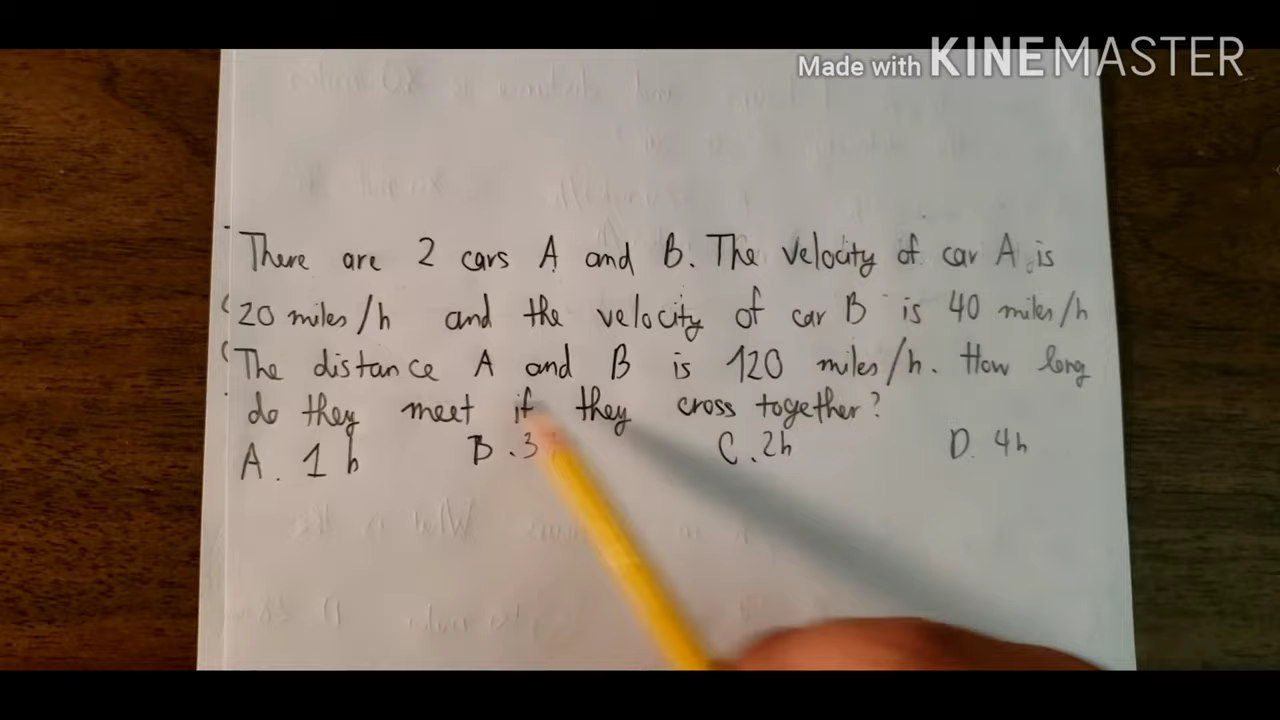 Made with KINEMASTER
There are 2 cars A and B. The velocity of car A is
20 miles/h and the velocity of car B is 40 miles/h
The distance A and B is 120 miles/h. How long
do they meet if they cross together?
A. 1 h B. 3 C. 2h D. 4h